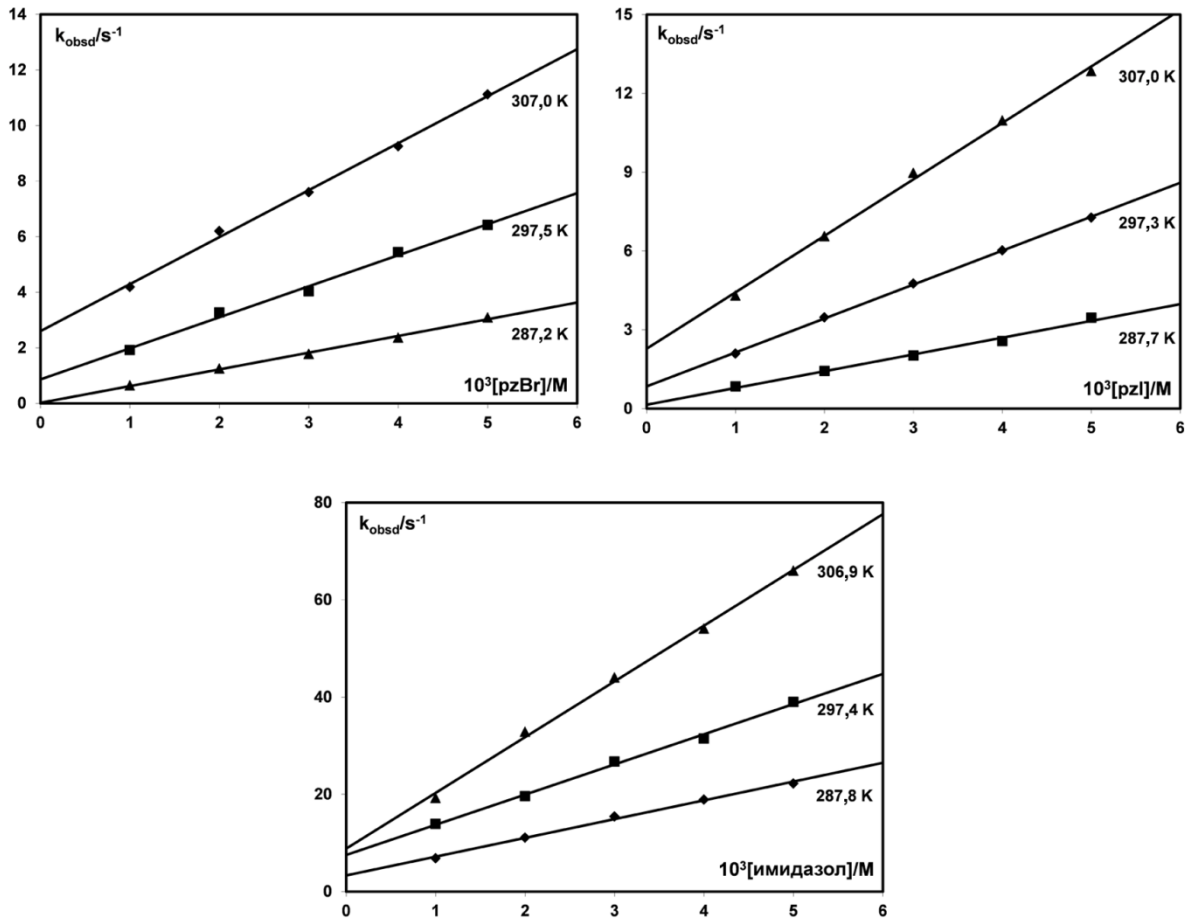 14
12
10
8
6
4
2
0
k_obsd/s⁻¹
307,0 K
297,5 K
287,2 K
10³[pzBr]/M
0 1 2 3 4 5 6
15
12
9
6
3
0
k_obsd/s⁻¹
307,0 K
297,3 K
287,7 K
10³[pzI]/M
0 1 2 3 4 5 6
80
60
40
20
0
k_obsd/s⁻¹
306,9 K
297,4 K
287,8 K
10³[имидазол]/M
0 1 2 3 4 5 6